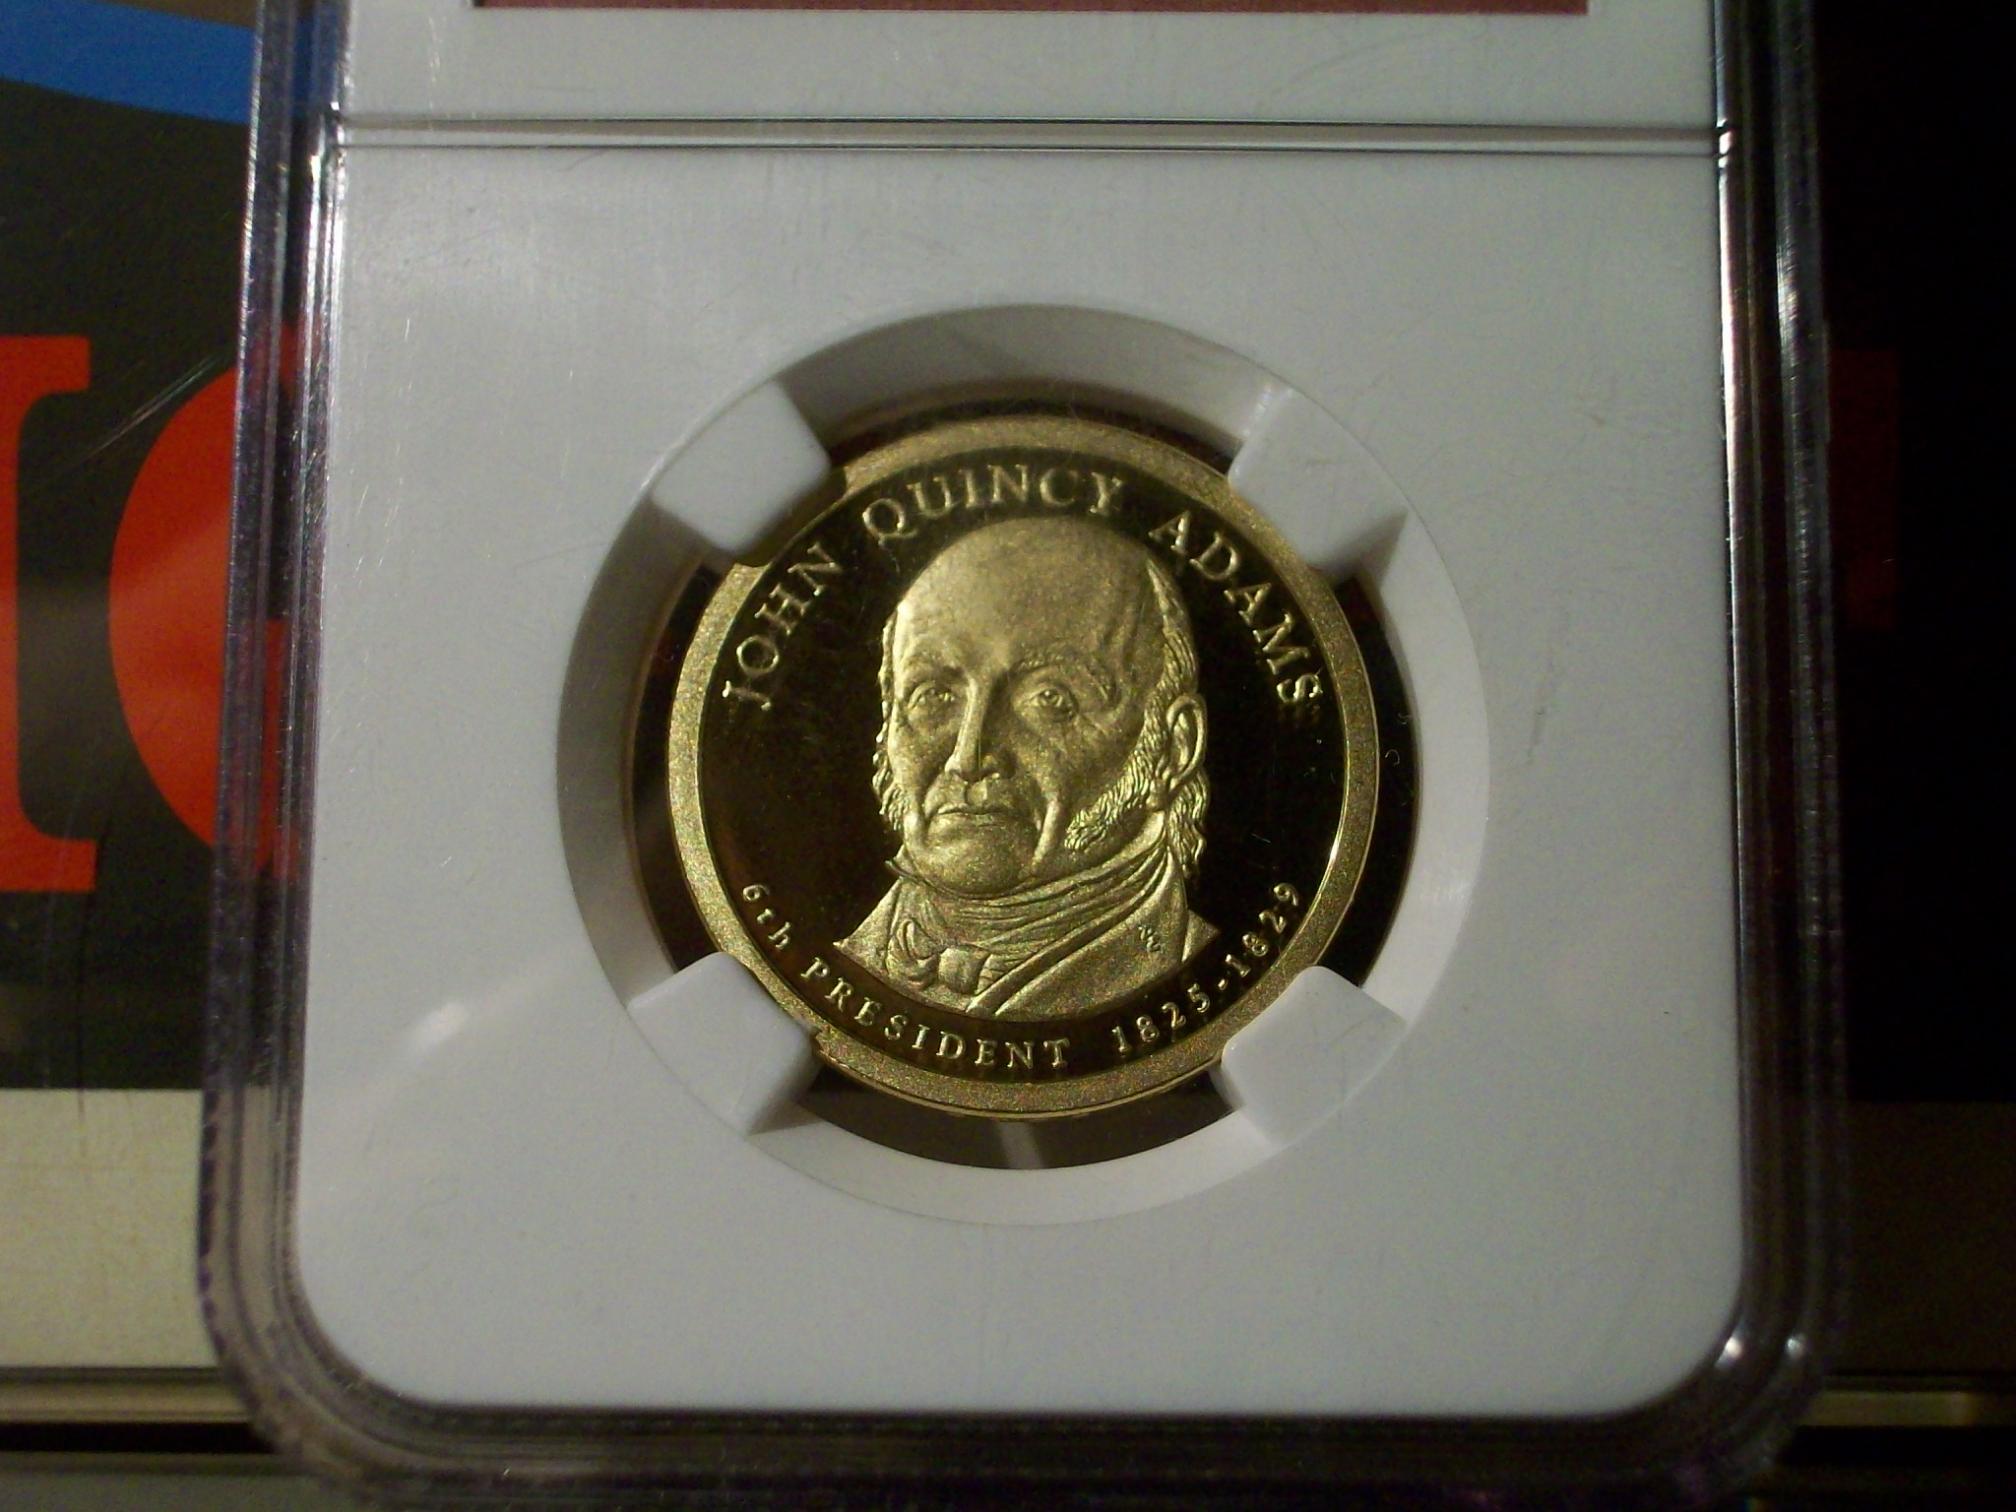 JOHN QUINCY ADAMS
6th PRESIDENT 1825-1829